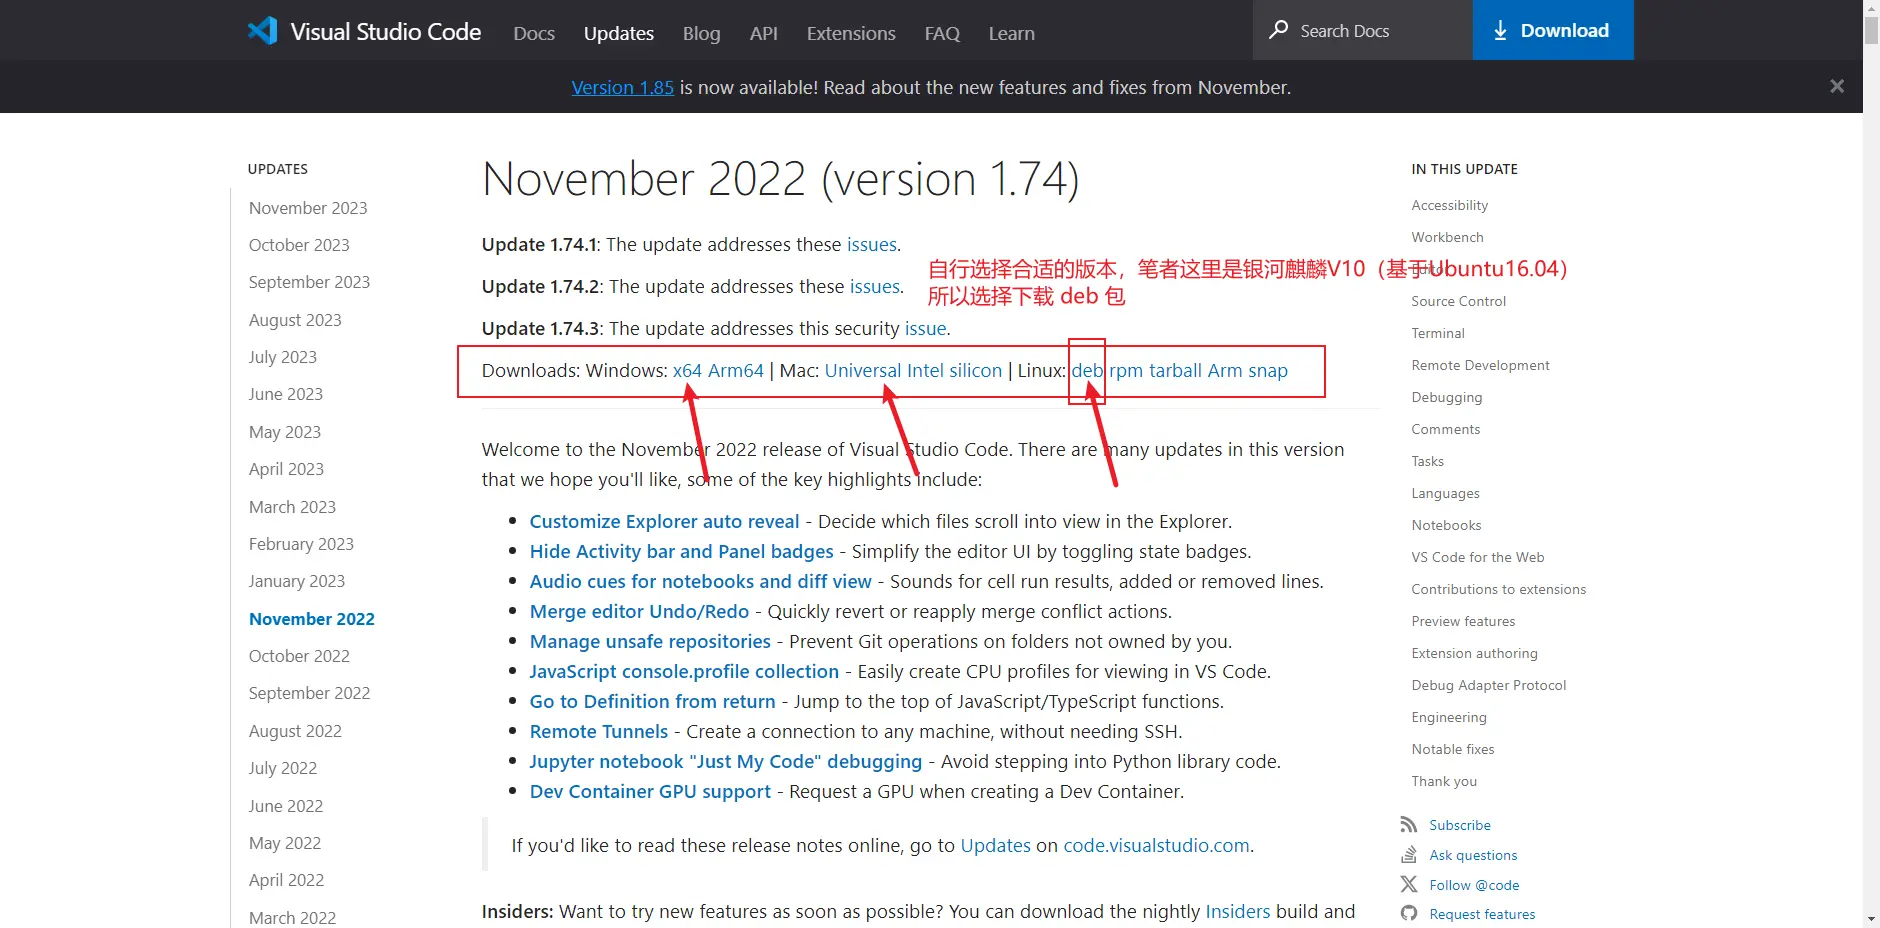 Visual Studio Code Docs Updates Blog API Extensions FAQ Learn Search Docs Download
Version 1.85 is now available! Read about the new features and fixes from November.
UPDATES
November 2023
October 2023
September 2023
August 2023
July 2023
June 2023
May 2023
April 2023
March 2023
February 2023
January 2023
November 2022
October 2022
September 2022
August 2022
July 2022
June 2022
May 2022
April 2022
March 2022
November 2022 (version 1.74)
Update 1.74.1: The update addresses these issues.
Update 1.74.2: The update addresses these issues.
Update 1.74.3: The update addresses this security issue.
自行选择合适的版本，笔者这里是银河麒麟V10（基于Ubuntu16.04）
所以选择下载 deb 包
Downloads: Windows: x64 Arm64 | Mac: Universal Intel silicon | Linux: deb rpm tarball Arm snap
Welcome to the November 2022 release of Visual Studio Code. There are many updates in this version
that we hope you'll like, some of the key highlights include:
• Customize Explorer auto reveal - Decide which files scroll into view in the Explorer.
• Hide Activity bar and Panel badges - Simplify the editor UI by toggling state badges.
• Audio cues for notebooks and diff view - Sounds for cell run results, added or removed lines.
• Merge editor Undo/Redo - Quickly revert or reapply merge conflict actions.
• Manage unsafe repositories - Prevent Git operations on folders not owned by you.
• JavaScript console.profile collection - Easily create CPU profiles for viewing in VS Code.
• Go to Definition from return - Jump to the top of JavaScript/TypeScript functions.
• Remote Tunnels - Create a connection to any machine, without needing SSH.
• Jupyter notebook "Just My Code" debugging - Avoid stepping into Python library code.
• Dev Container GPU support - Request a GPU when creating a Dev Container.
If you'd like to read these release notes online, go to Updates on code.visualstudio.com.
Insiders: Want to try new features as soon as possible? You can download the nightly Insiders build and
IN THIS UPDATE
Accessibility
Workbench
Source Control
Terminal
Remote Development
Debugging
Comments
Tasks
Languages
Notebooks
VS Code for the Web
Contributions to extensions
Preview features
Extension authoring
Debug Adapter Protocol
Engineering
Notable fixes
Thank you
Subscribe
Ask questions
Follow @code
Request features